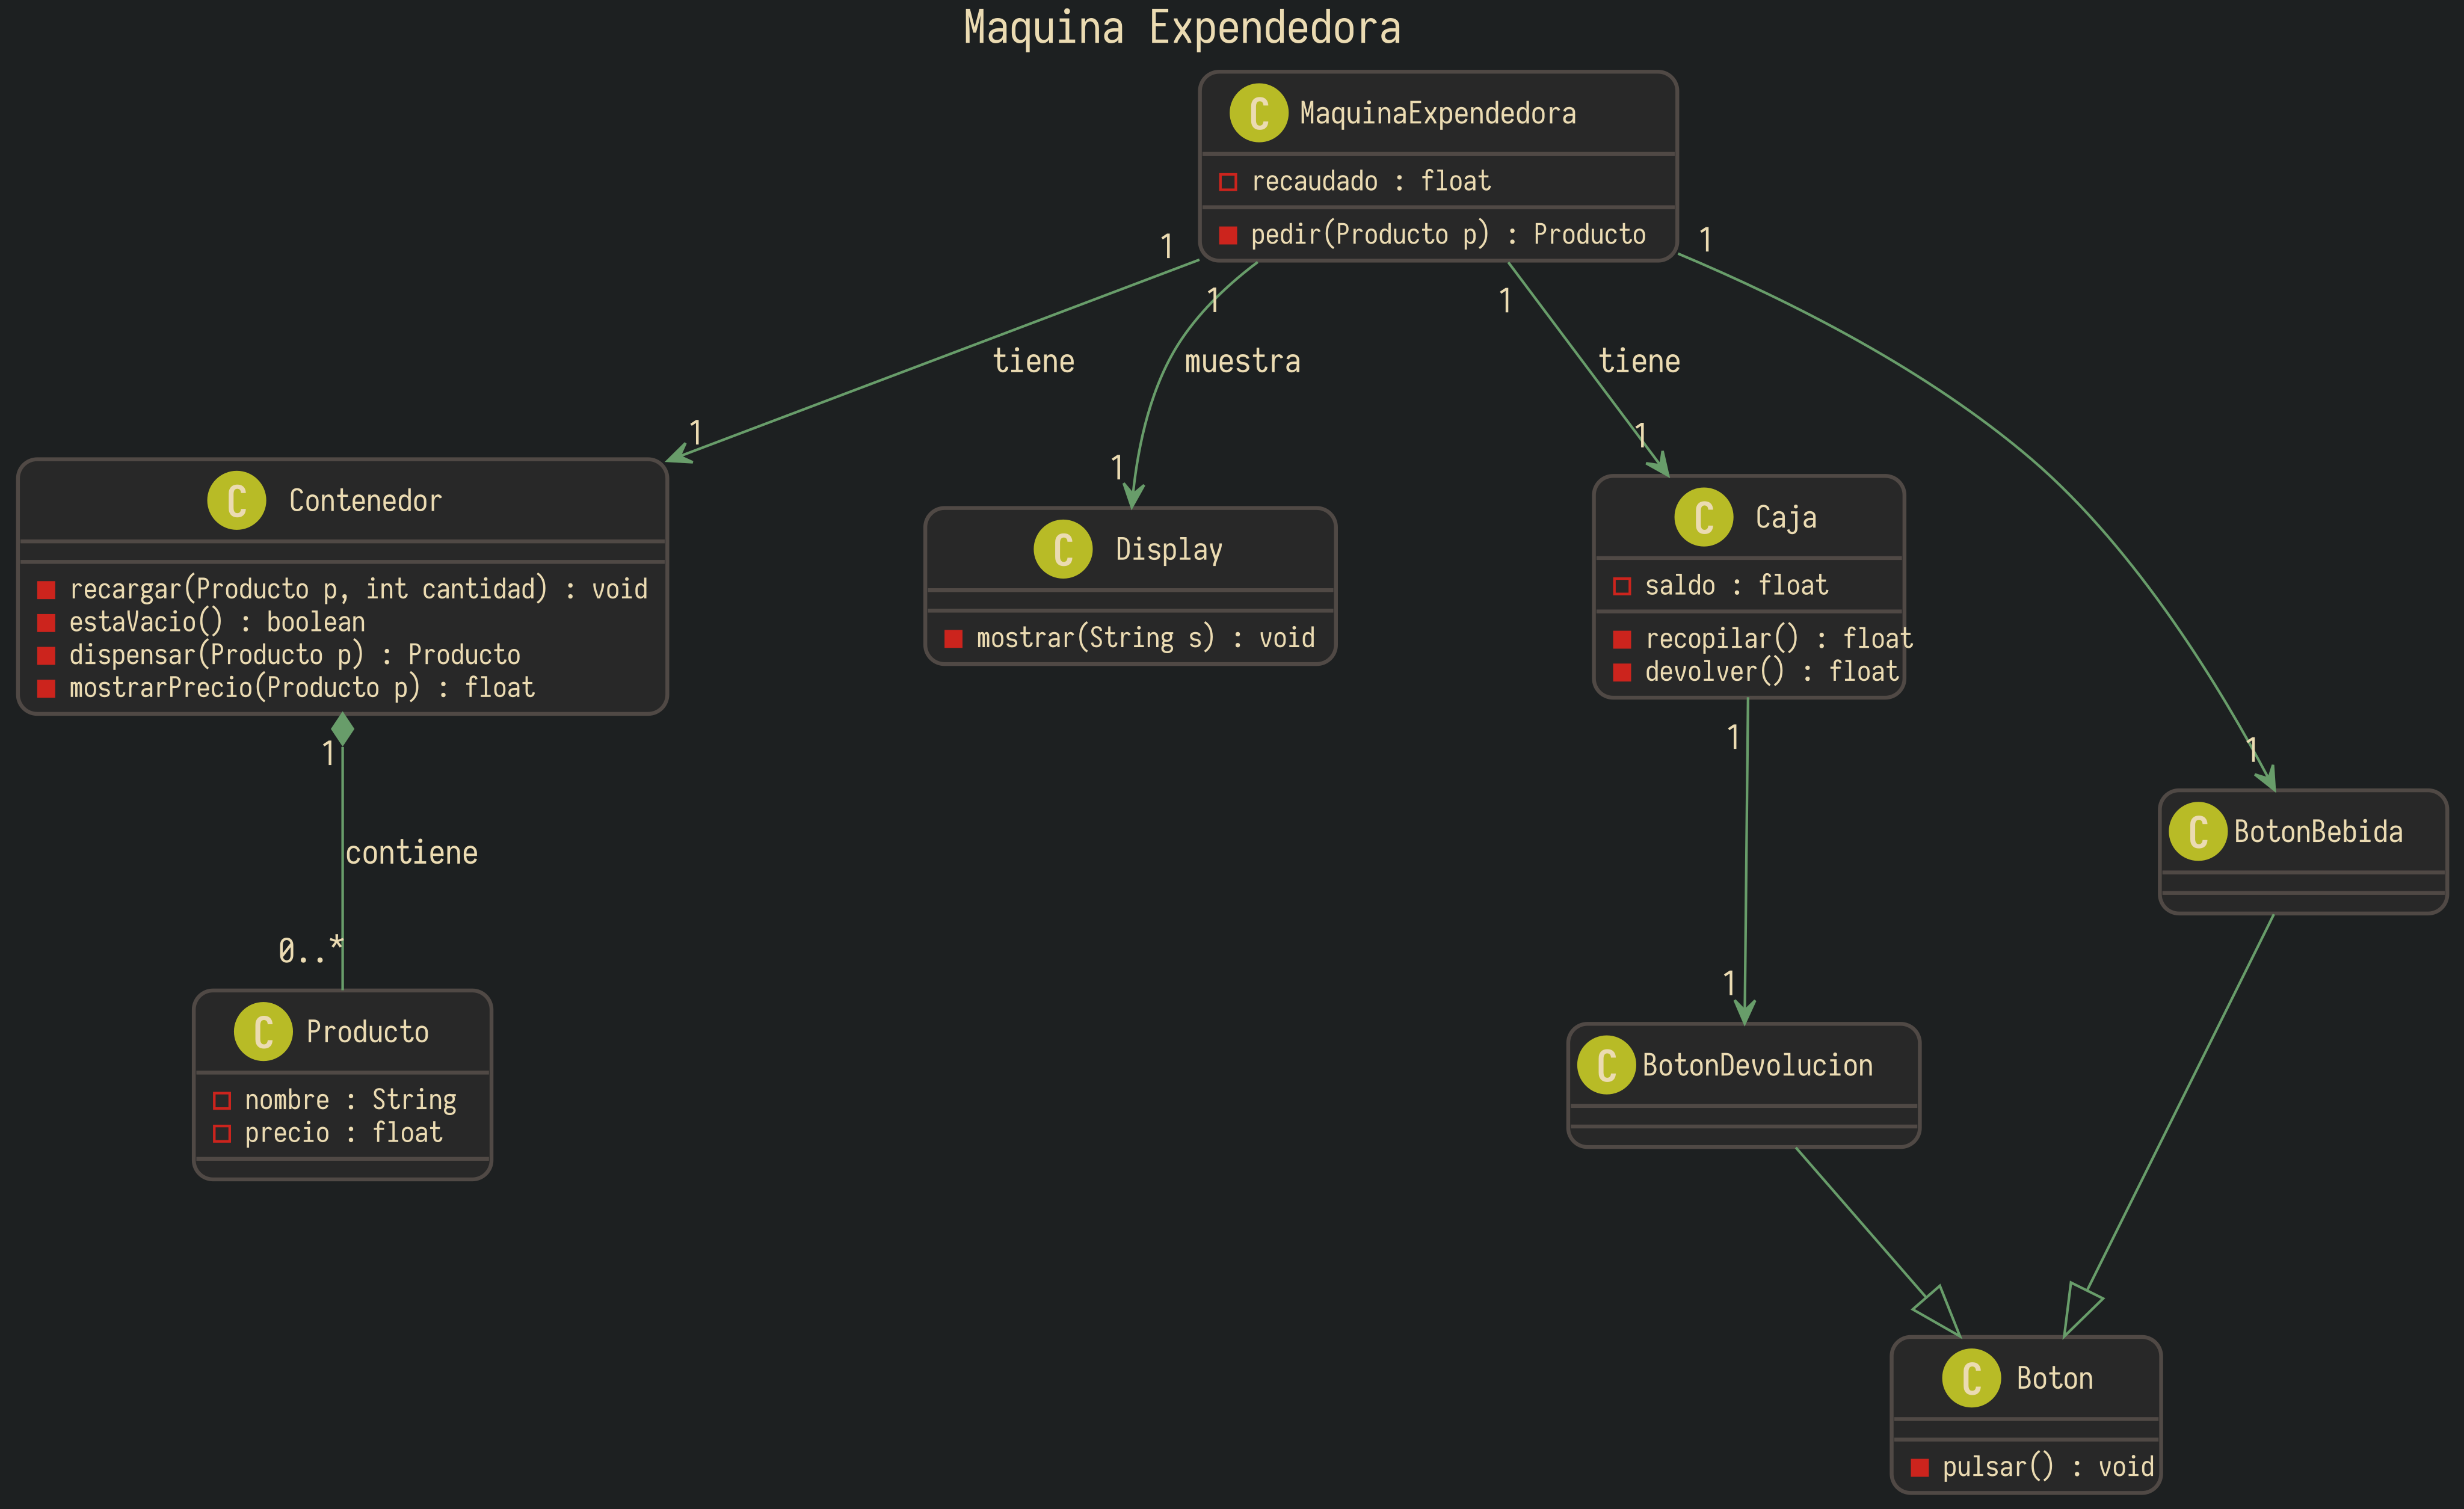 Maquina Expendedora
C MaquinaExpendedora
recaudado : float
pedir(Producto p) : Producto
1
1
1
1
tiene
muestra
tiene
1
1
1
1
C Contenedor
recargar(Producto p, int cantidad) : void
estaVacio() : boolean
dispensar(Producto p) : Producto
mostrarPrecio(Producto p) : float
C Display
mostrar(String s) : void
C Caja
saldo : float
recopilar() : float
devolver() : float
1
contiene
0..*
1
1
C BotonBebida
C Producto
nombre : String
precio : float
C BotonDevolucion
C Boton
pulsar() : void